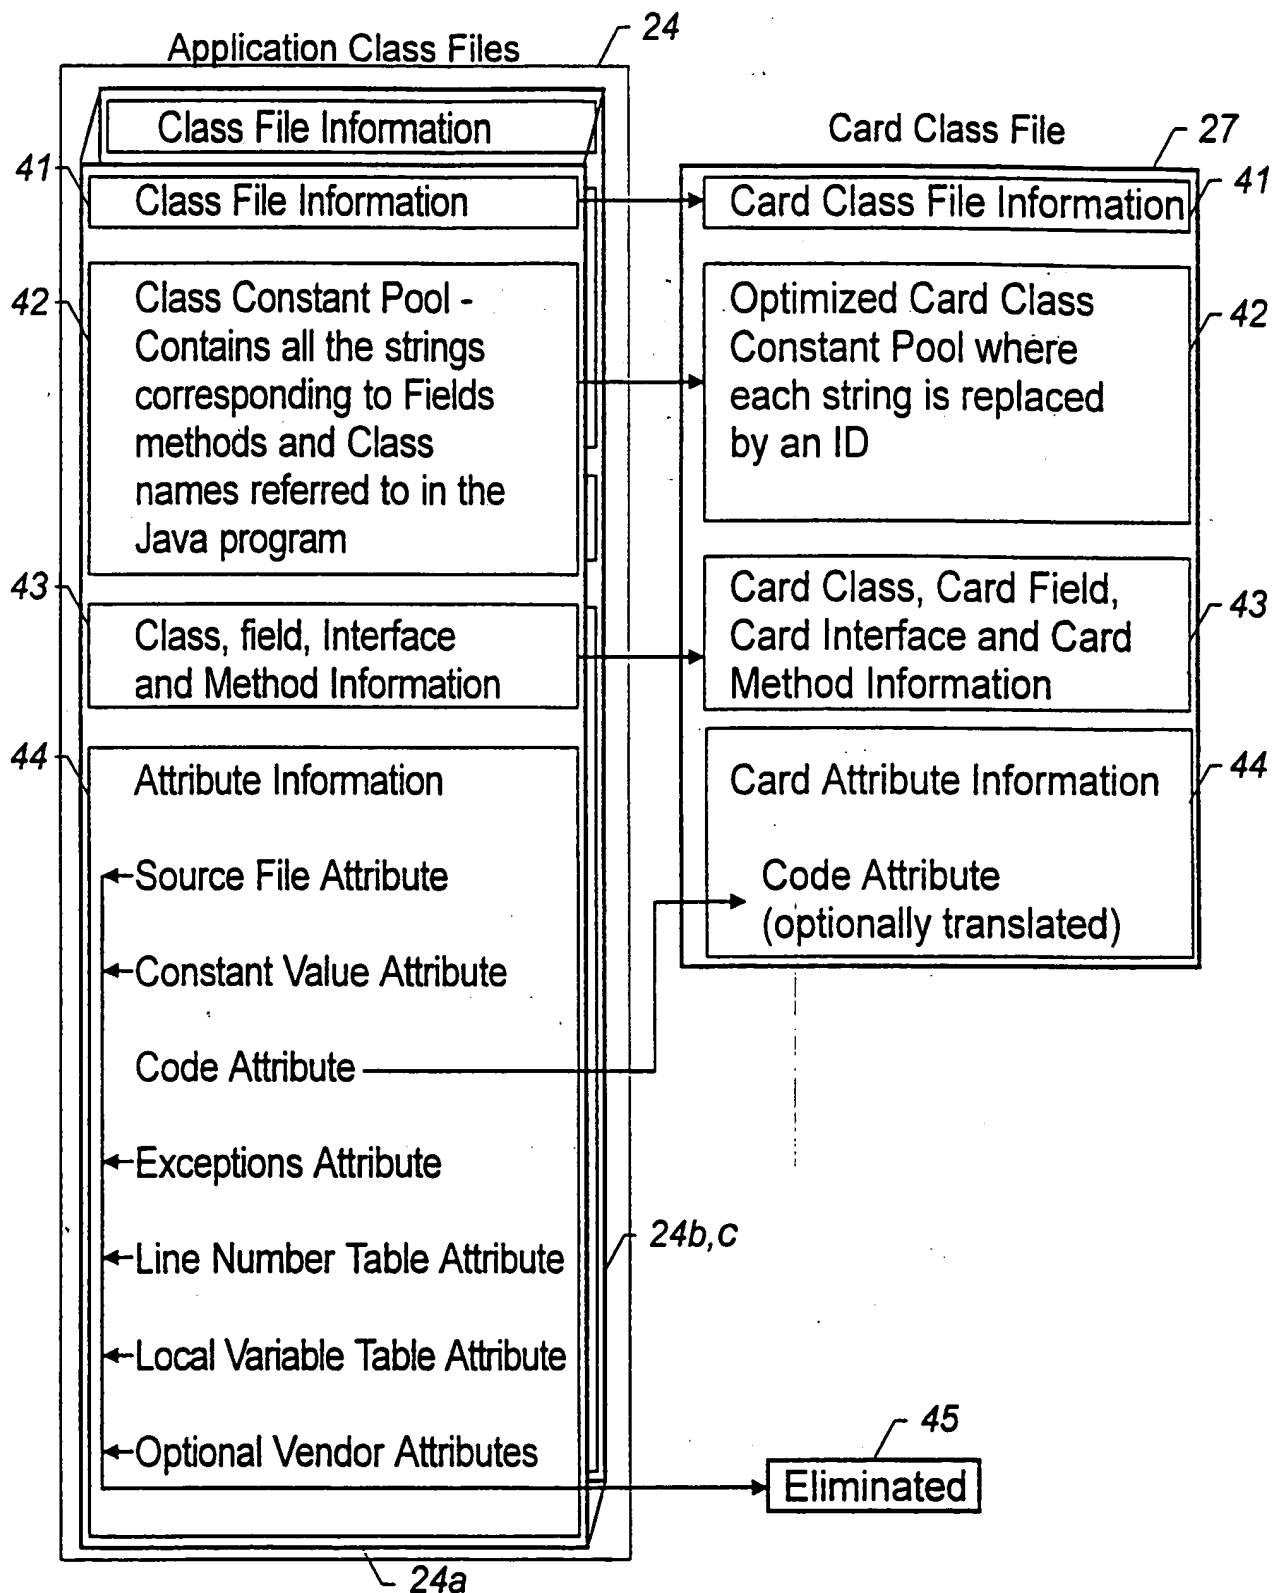 24
Application Class Files
Class File Information
Card Class File
27
41
Class File Information
Card Class File Information
41
42
Class Constant Pool -
Contains all the strings
corresponding to Fields
methods and Class
names referred to in the
Java program
Optimized Card Class
Constant Pool where
each string is replaced
by an ID
42
43
Class, field, Interface
and Method Information
Card Class, Card Field,
Card Interface and Card
Method Information
43
44
Attribute Information
Source File Attribute
Constant Value Attribute
Code Attribute
Exceptions Attribute
Line Number Table Attribute
Local Variable Table Attribute
Optional Vendor Attributes
Card Attribute Information
Code Attribute
(optionally translated)
44
24b,c
45
Eliminated
24a